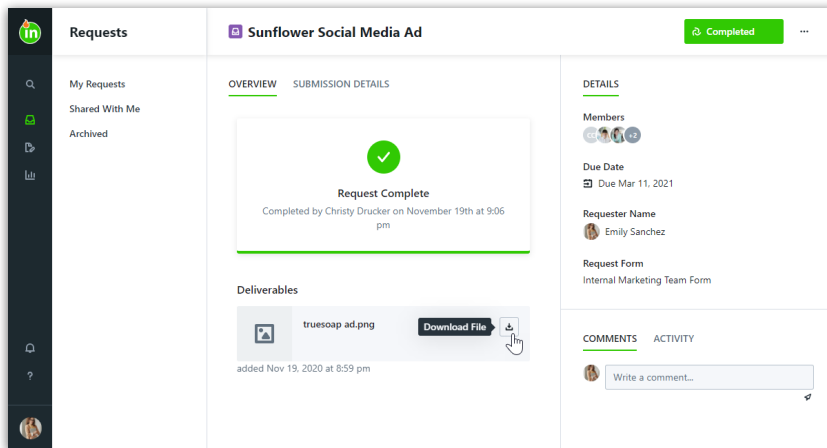 in
Requests
Sunflower Social Media Ad
Completed
My Requests
Shared With Me
Archived
OVERVIEW SUBMISSION DETAILS
Request Complete
Completed by Christy Drucker on November 19th at 9:06
pm
Deliverables
truesoap ad.png
Download File
added Nov 19, 2020 at 8:59 pm
DETAILS
Members
CD +2
Due Date
Due Mar 11, 2021
Requester Name
Emily Sanchez
Request Form
Internal Marketing Team Form
COMMENTS ACTIVITY
Write a comment...
?